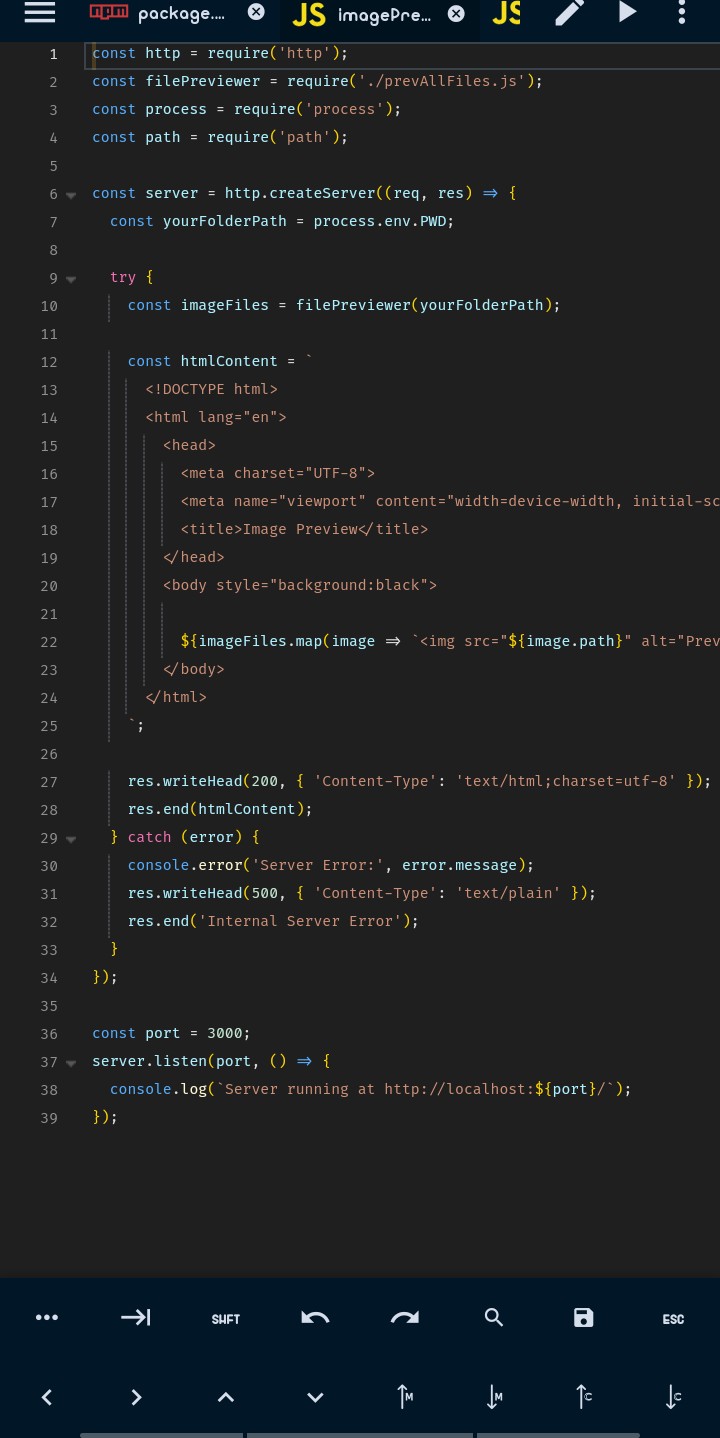 npm package.... JS imagePre... JS
1 const http = require('http');
2 const filePreviewer = require('./prevAllFiles.js');
3 const process = require('process');
4 const path = require('path');
5
6 const server = http.createServer((req, res) => {
7 const yourFolderPath = process.env.PWD;
8
9 try {
10 const imageFiles = filePreviewer(yourFolderPath);
11
12 const htmlContent = `
13 <!DOCTYPE html>
14 <html lang="en">
15 <head>
16 <meta charset="UTF-8">
17 <meta name="viewport" content="width=device-width, initial-sc
18 <title>Image Preview</title>
19 </head>
20 <body style="background:black">
21
22 ${imageFiles.map(image => `<img src="${image.path}" alt="Prev
23 </body>
24 </html>
25 `;
26
27 res.writeHead(200, { 'Content-Type': 'text/html;charset=utf-8' });
28 res.end(htmlContent);
29 } catch (error) {
30 console.error('Server Error:', error.message);
31 res.writeHead(500, { 'Content-Type': 'text/plain' });
32 res.end('Internal Server Error');
33 }
34 });
35
36 const port = 3000;
37 server.listen(port, () => {
38 console.log(`Server running at http://localhost:${port}/`);
39 });
SHFT ESC
M M C C